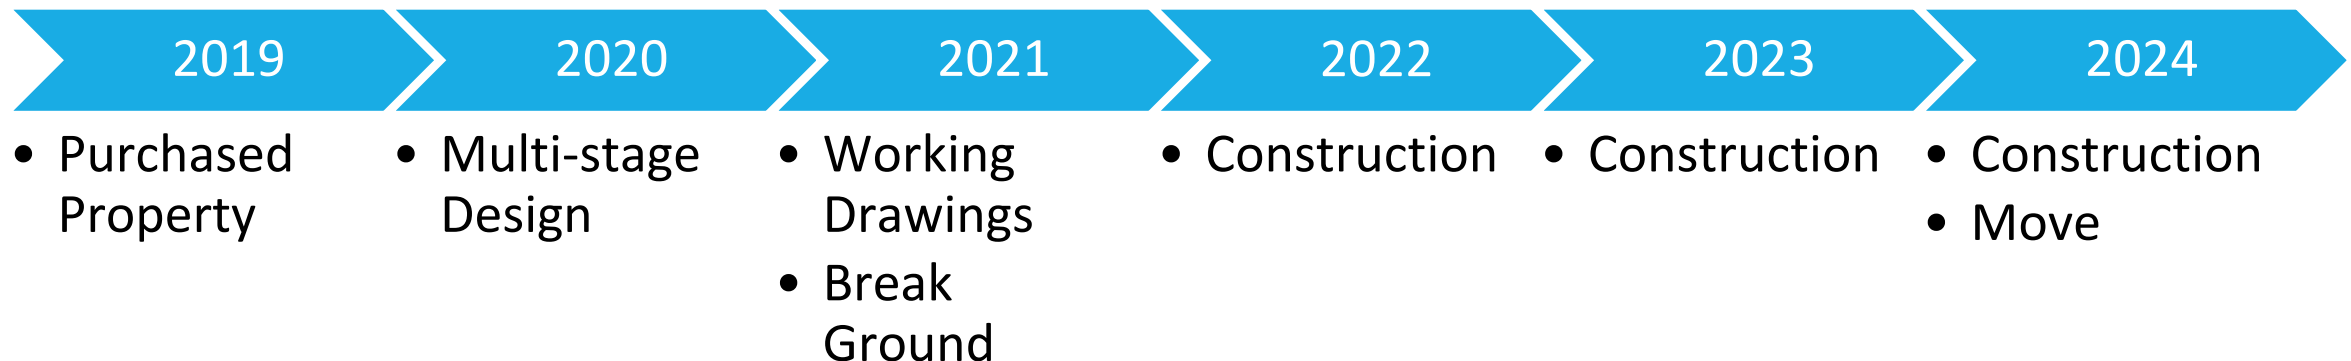 2019 2020 2021 2022 2023 2024
• Purchased Property
• Multi-stage Design
• Working Drawings
• Break Ground
• Construction
• Construction
• Construction
• Move